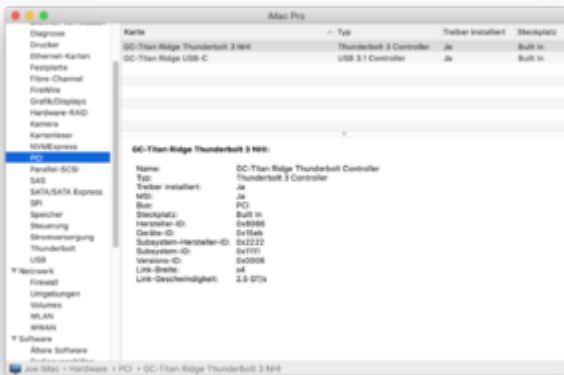 iMac Pro
Diagnose
Drucker
Ethernet-Karten
Festplatte
Fibre-Channel
FireWire
Grafik/Displays
Hardware-RAID
Kamera
Kartenleser
NVMExpress
PCI
Parallel-SCSI
SAS
SATA/SATA Express
SPI
Speicher
Steuerung
Stromversorgung
Thunderbolt
USB
Netzwerk
Firewall
Umgebungen
Volumes
WLAN
WWAN
Software
Ältere Software
Karte Typ Treiber installiert Steckplatz
GC-Titan Ridge Thunderbolt 3 NHI Thunderbolt 3 Controller Ja Built In
GC-Titan Ridge USB-C USB 3.1 Controller Ja Built In
GC-Titan Ridge Thunderbolt 3 NHI:
Name: GC-Titan Ridge Thunderbolt Controller
Typ: Thunderbolt 3 Controller
Treiber installiert: Ja
MSI: Ja
Bus: PCI
Steckplatz: Built In
Hersteller-ID: 0x8086
Geräte-ID: 0x15eb
Subsystem-Hersteller-ID: 0x2222
Subsystem-ID: 0x1111
Versions-ID: 0x0006
Link-Breite: x4
Link-Geschwindigkeit: 2.5 GT/s
Joe iMac › Hardware › PCI › GC-Titan Ridge Thunderbolt 3 NHI